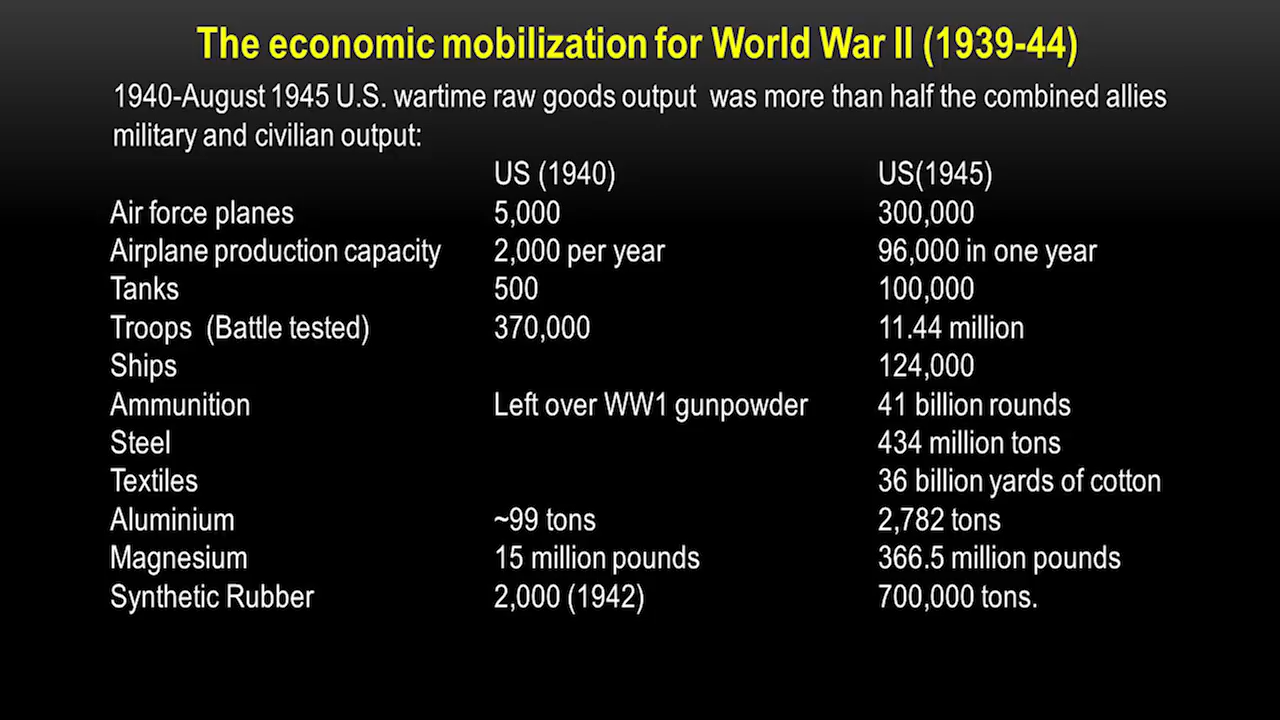 The economic mobilization for World War II (1939-44)
1940-August 1945 U.S. wartime raw goods output was more than half the combined allies
military and civilian output:
US (1940) US(1945)
Air force planes 5,000 300,000
Airplane production capacity 2,000 per year 96,000 in one year
Tanks 500 100,000
Troops (Battle tested) 370,000 11.44 million
Ships 124,000
Ammunition Left over WW1 gunpowder 41 billion rounds
Steel 434 million tons
Textiles 36 billion yards of cotton
Aluminium ~99 tons 2,782 tons
Magnesium 15 million pounds 366.5 million pounds
Synthetic Rubber 2,000 (1942) 700,000 tons.